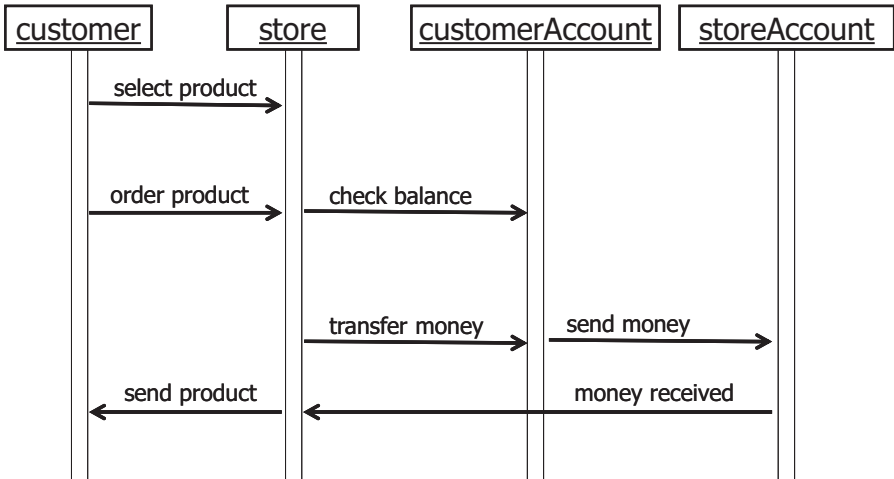 customer
store
customerAccount
storeAccount
select product
order product
check balance
transfer money
send money
send product
money received